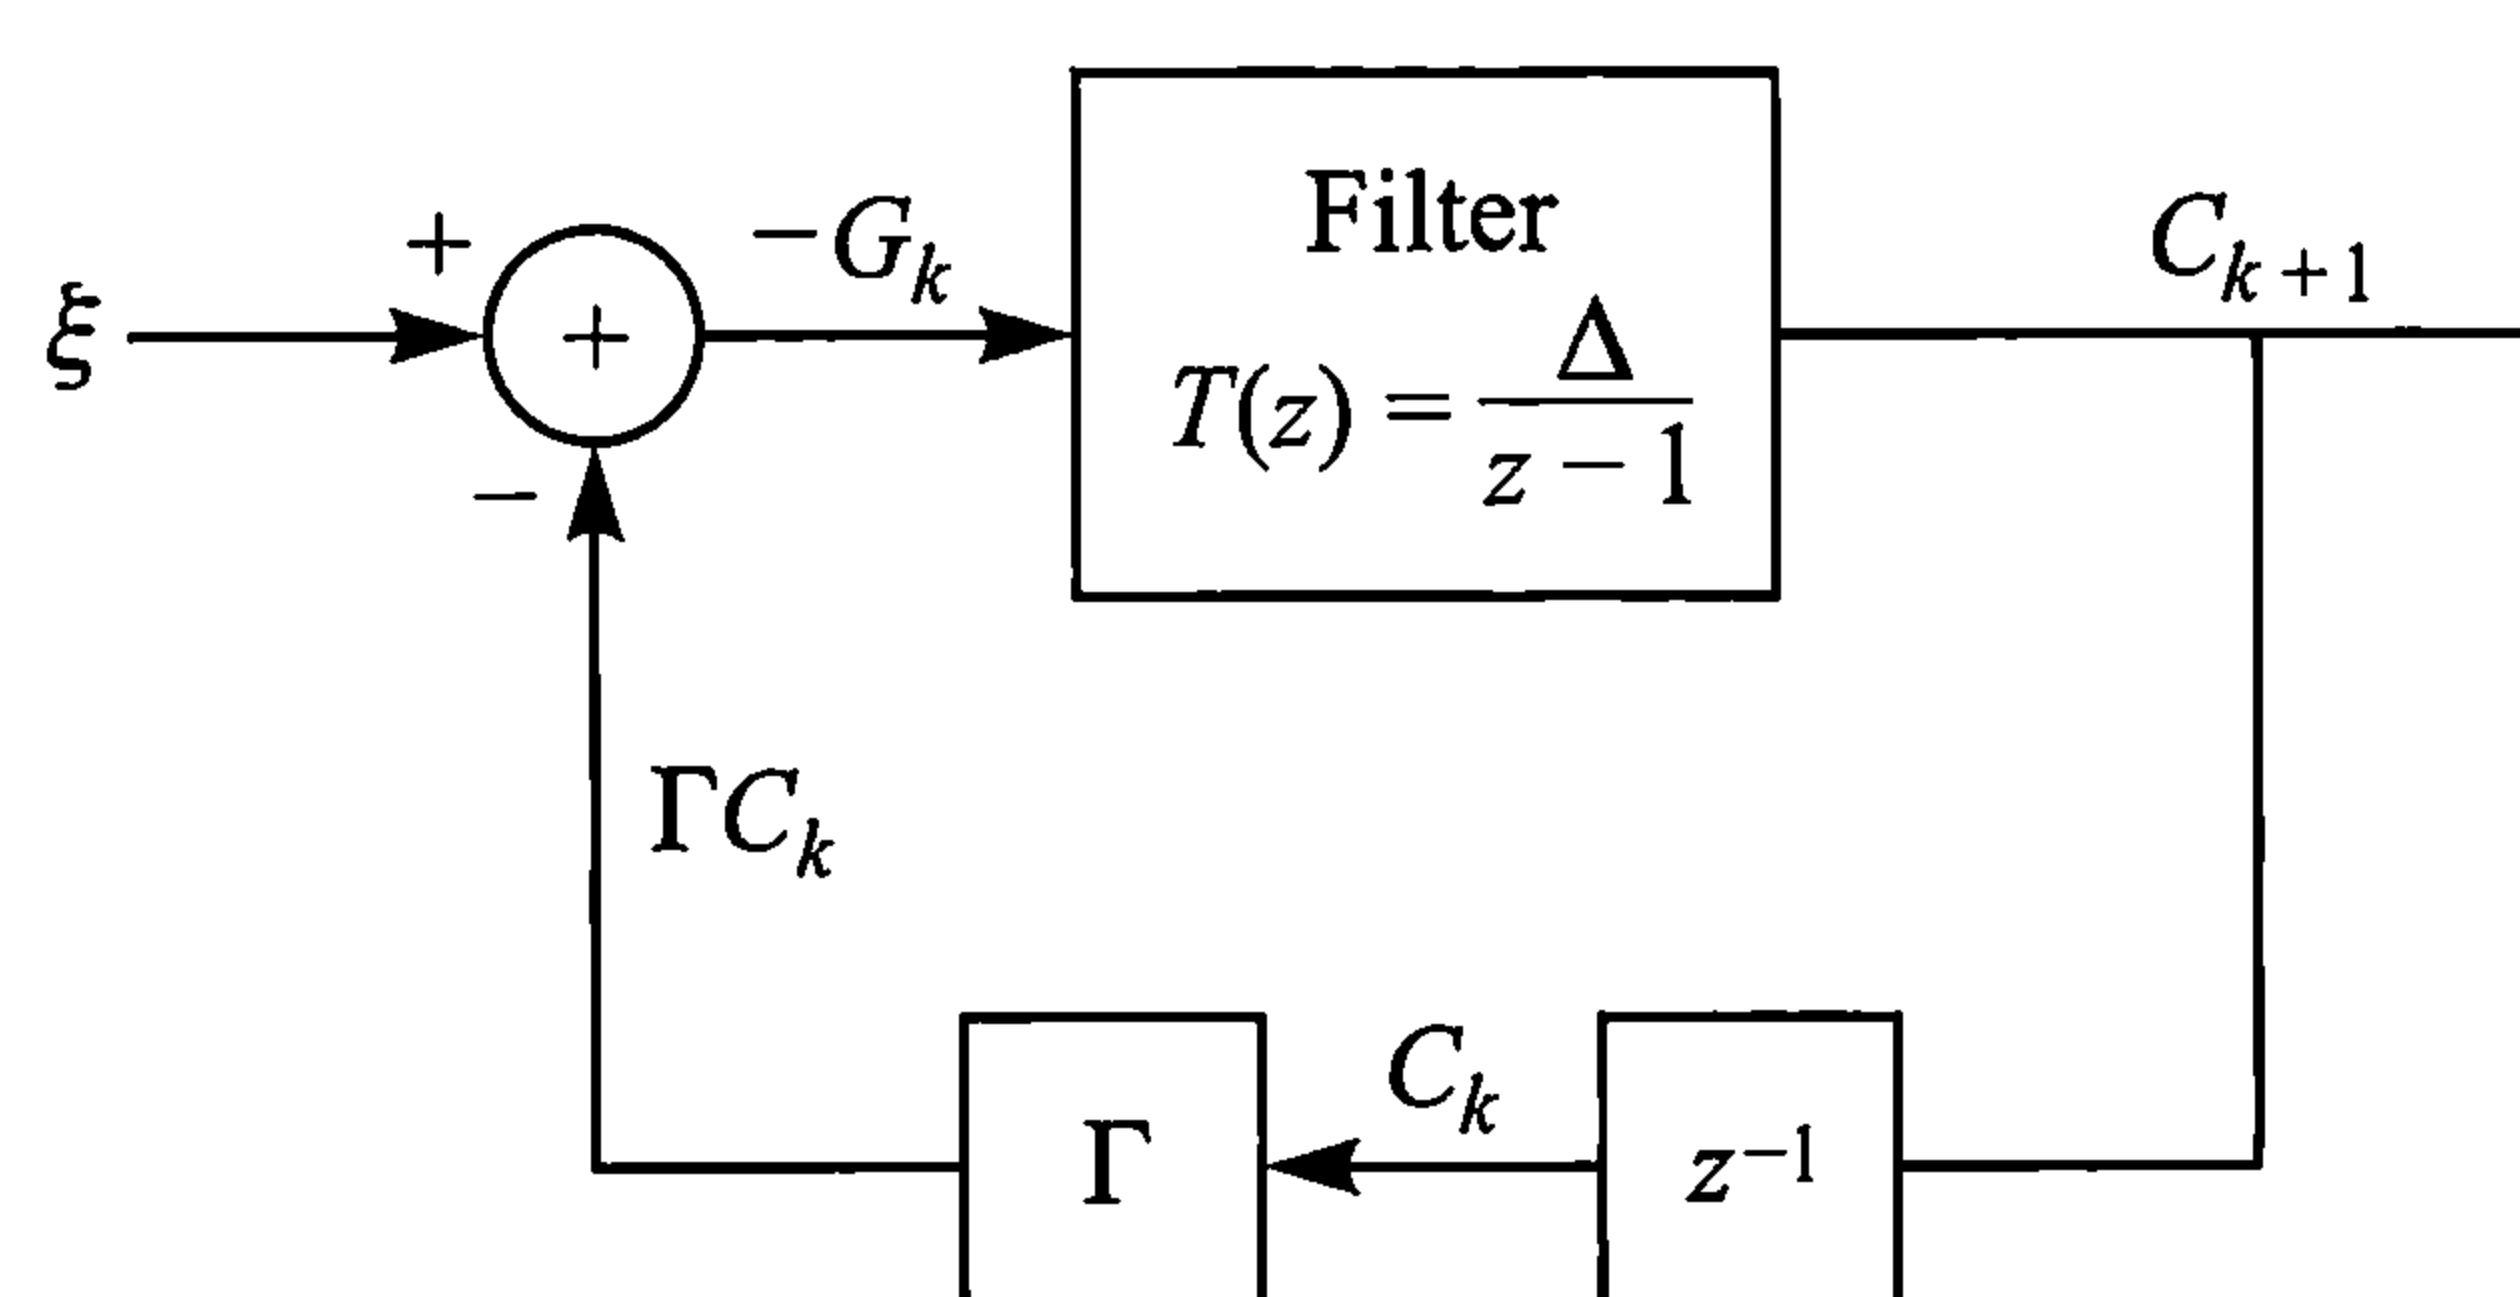 ξ
+
+
−
−G_k
Filter
T(z) = Δ / (z − 1)
C_{k+1}
ΓC_k
Γ
C_k
z^{−1}